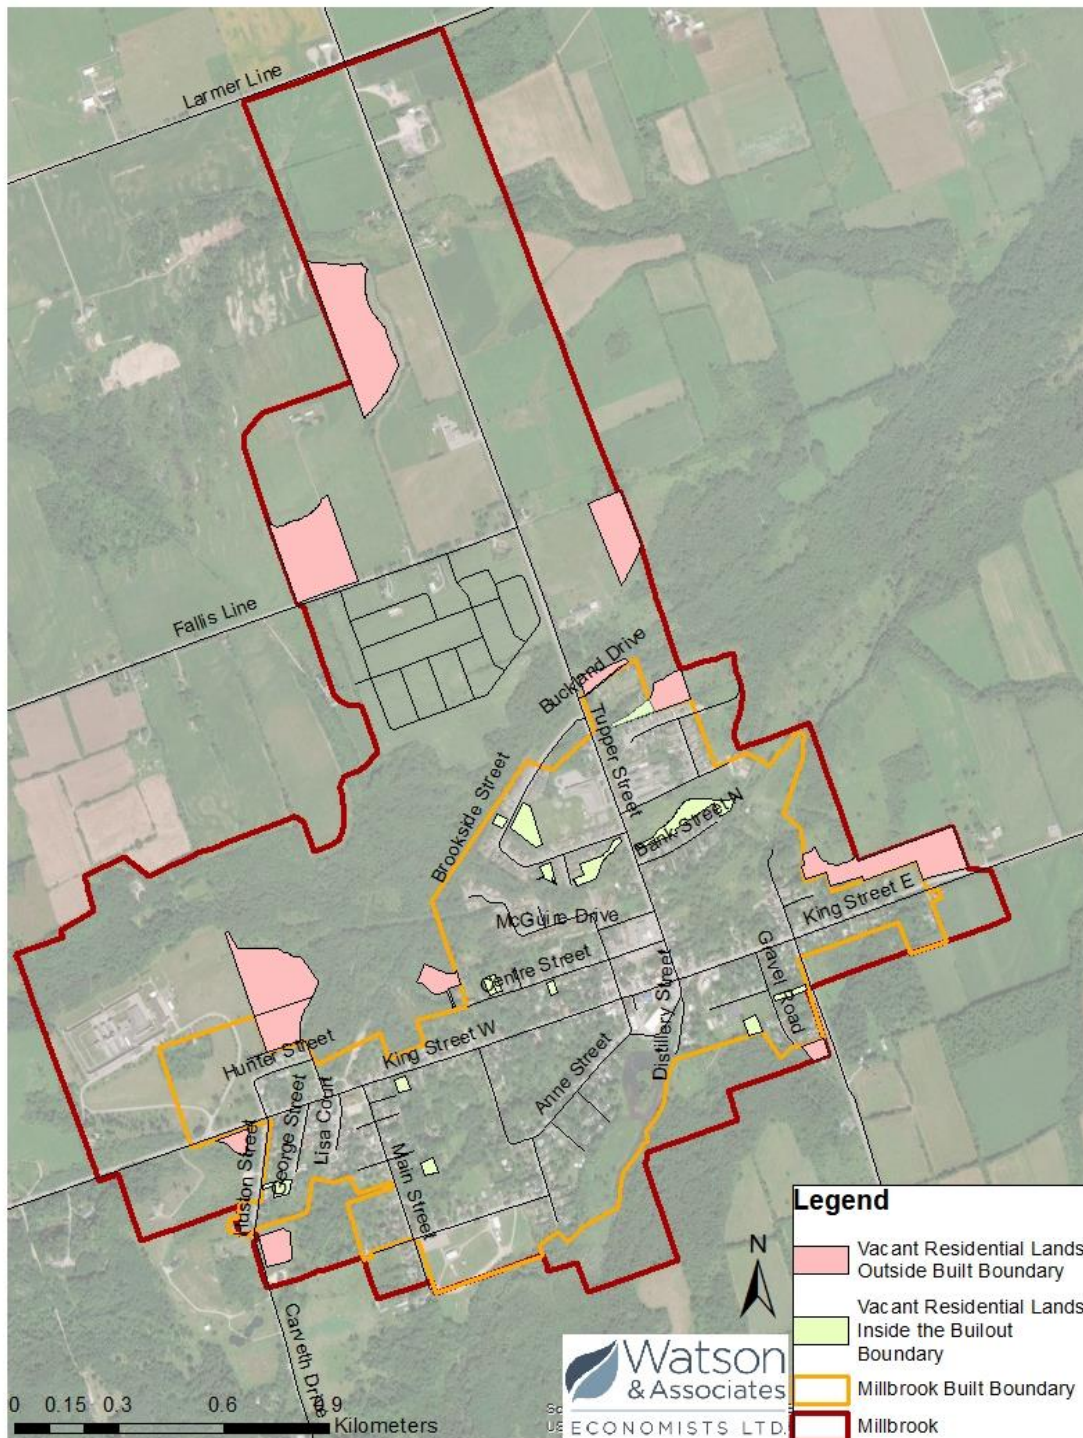 Larmer Line
Fallis Line
Buckland Drive
Tupper Street
Brookside Street
Bank Street N
McGuire Drive
King Street E
Centre Street
Gravel Road
Distillery Street
King Street W
Hunter Street
Anne Street
Lisa Court
George Street
Huston Street
Main Street
Carveth Drive
Legend
Vacant Residential Lands
Outside Built Boundary
Vacant Residential Lands
Inside the Builout
Boundary
Millbrook Built Boundary
Millbrook
N
Watson
& Associates
ECONOMISTS LTD.
0 0.15 0.3 0.6 0.9
Kilometers